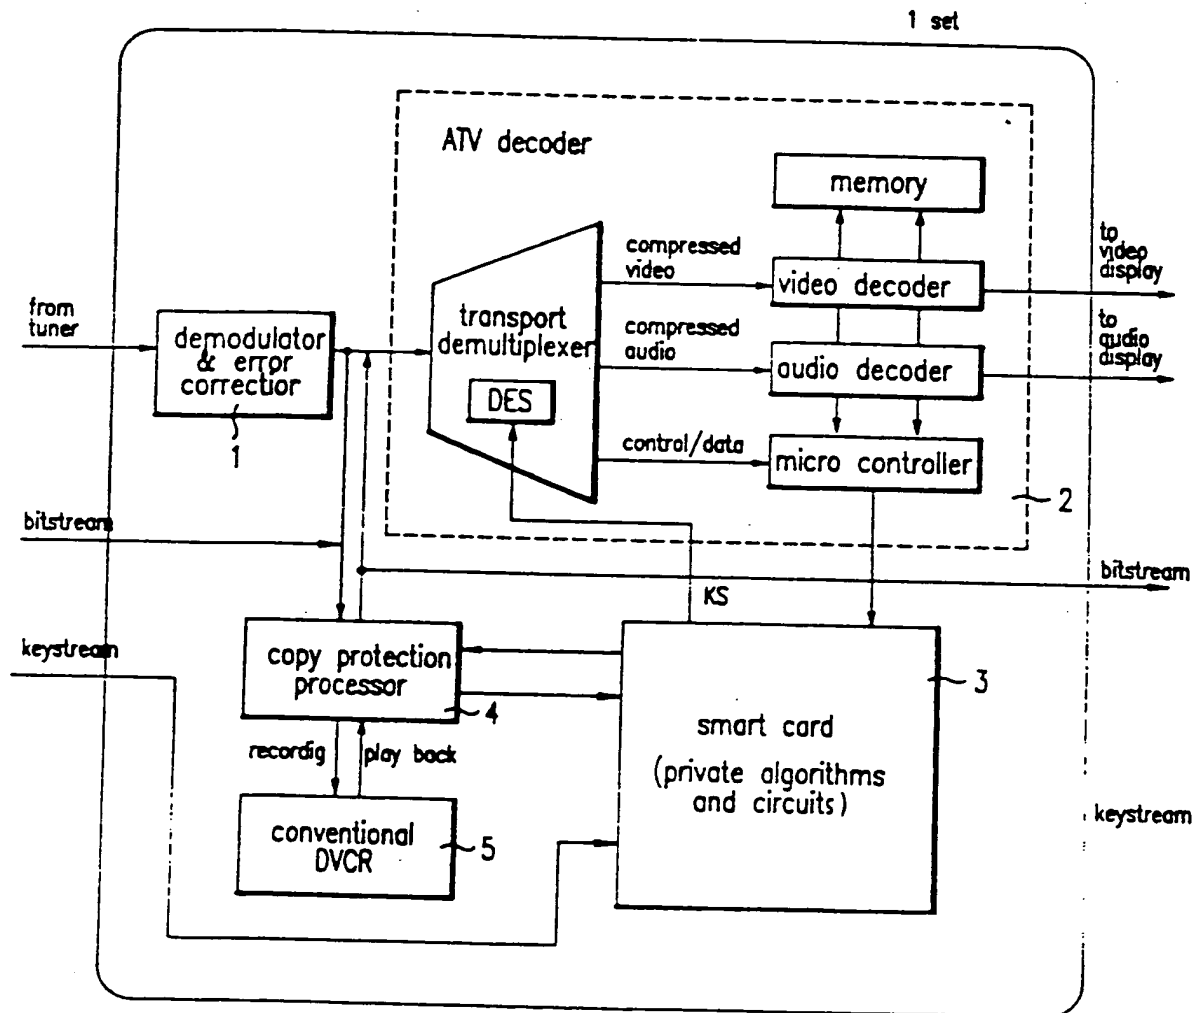 1 set
ATV decoder
memory
compressed
video
video decoder
to
video
display
from
tuner
demodulator
& error
correctior
1
transport
demultiplexer
DES
compressed
audio
audio decoder
to
audio
display
control/data
micro controller
2
bitstream
bitstream
KS
keystream
copy protection
processor
4
3
smart card
(private algorithms
and circuits)
recordig
play back
conventional
DVCR
5
keystream